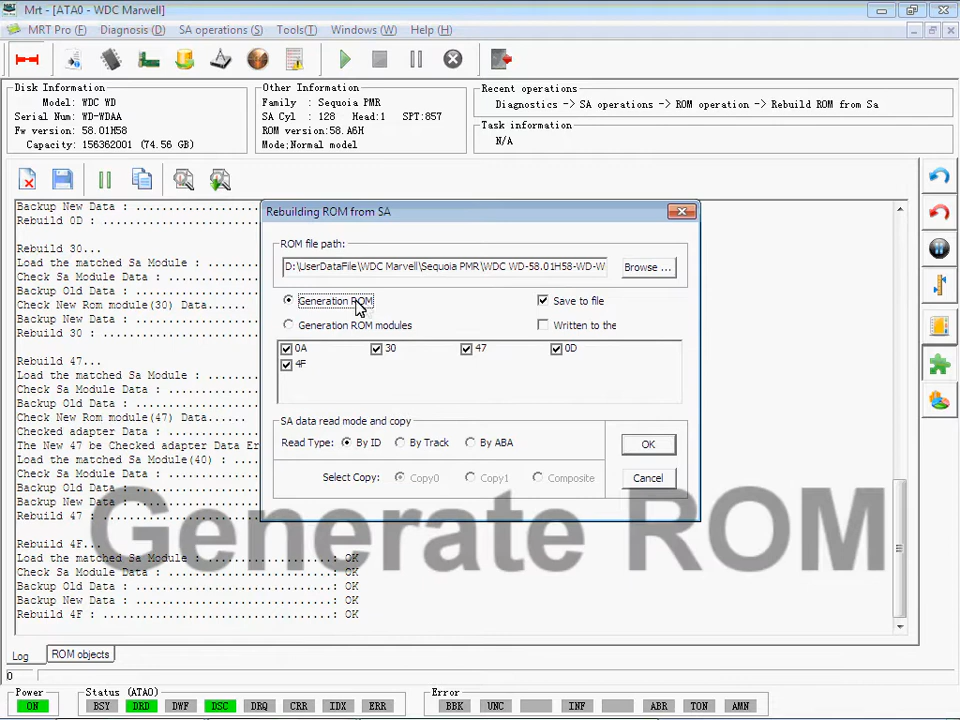 Mrt - [ATA0 - WDC Marwell]
MRT Pro (F) Diagnosis (D) SA operations (S) Tools(T) Windows (W) Help (H)
Disk Information
Model: WDC WD
Serial Num: WD-WDAA
Fw version: 58.01H58
Capacity: 156362001 (74.56 GB)
Other Information
Family : Sequoia PMR
SA Cyl : 128 Head:1 SPT:857
ROM version:58. A6H
Mode;Normal model
Recent operations
Diagnostics -> SA operations -> ROM operation -> Rebuild ROM from Sa
Task information
N/A
Backup New Data : ..................
Rebuild 0D : ......................
Rebuild 30...
Load the matched Sa Module : .......
Check Sa Module Data : .............
Backup Old Data : ..................
Check New Rom module(30) Data.....
Backup New Data : ..................
Rebuild 30 : ......................
Rebuild 47...
Load the matched Sa Module : .......
Check Sa Module Data : .............
Backup Old Data : ..................
Check New Rom module(47) Data.....
Checked adapter Data : .............
The New 47 be Checked adapter Data Er
Load the matched Sa Module(40) : ...
Check Sa Module Data : .............
Backup Old Data : ..................
Backup New Data : ..................
Rebuild 47 : ......................
Rebuild 4F...
Load the matched Sa Module : .....................: OK
Check Sa Module Data : ...........................: OK
Backup Old Data : ................................: OK
Backup New Data : ................................: OK
Rebuild 4F : .....................................: OK
Rebuilding ROM from SA
ROM file path:
D:\UserDataFile\WDC Marvell\Sequoia PMR\WDC WD-58.01H58-WD-W
Browse ...
Generation ROM
Save to file
Generation ROM modules
Written to the
0A 30 47 0D
4F
SA data read mode and copy
Read Type: By ID By Track By ABA
OK
Select Copy: Copy0 Copy1 Composite
Cancel
Generate ROM
Log ROM objects
0
Power
ON
Status (ATA0)
BSY DRD DWF DSC DRQ CRR IDX ERR
Error
BBK UNC INF ABR TON AMN